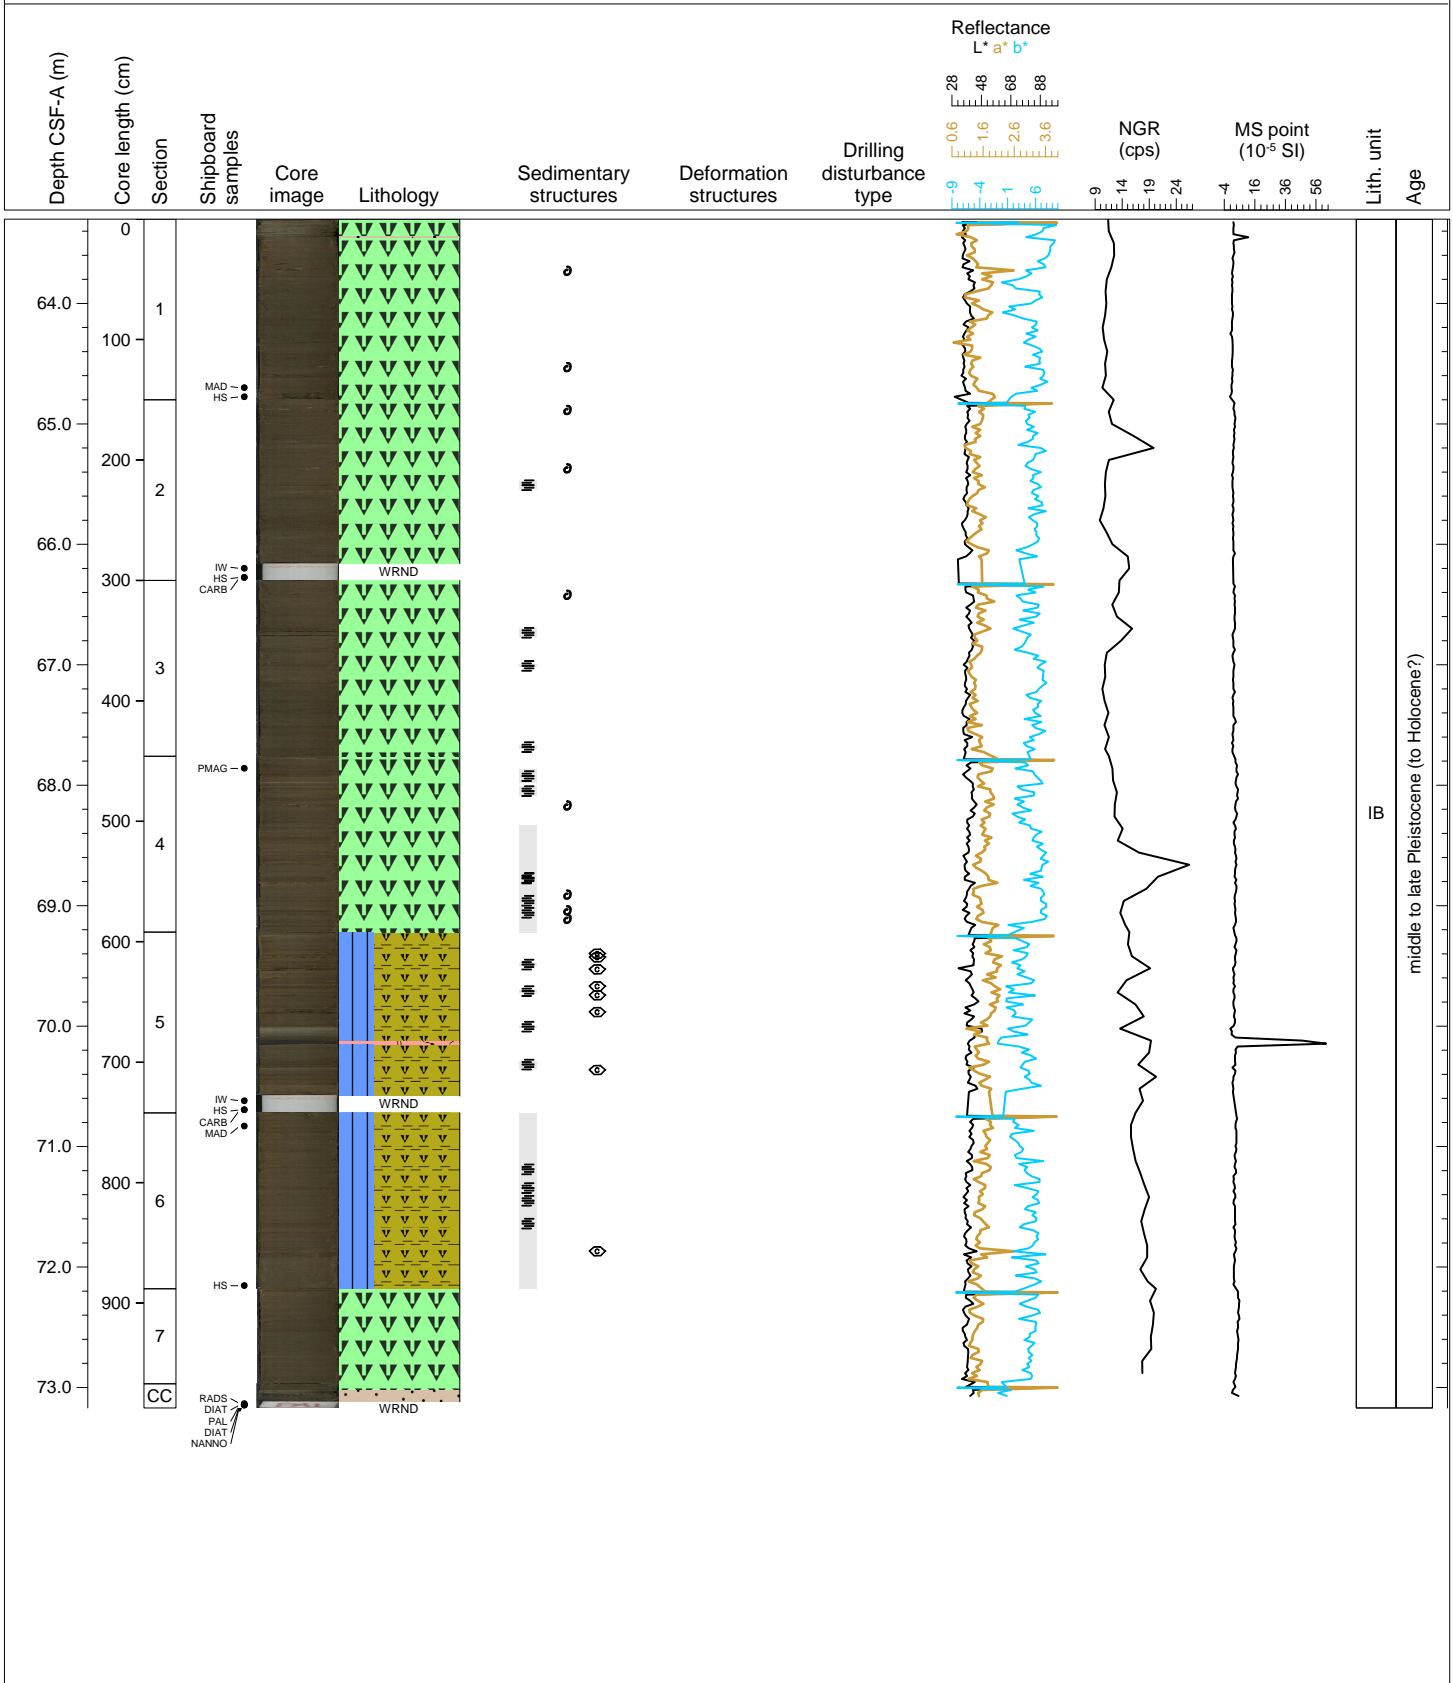 Reflectance
L* a* b*
28 48 68 88
0.6 1.6 2.6 3.6
-9 -4 1 6
Depth CSF-A (m)
Core length (cm)
Section
Shipboard
samples
Core
image
Lithology
Sedimentary
structures
Deformation
structures
Drilling
disturbance
type
NGR
(cps)
9 14 19 24
MS point
(10-5 SI)
-4 16 36 56
Lith. unit
Age
0
64.0
1
100
MAD
HS
65.0
200
2
66.0
IW
HS
CARB
300
WRND
67.0
3
400
PMAG
68.0
500
4
IB
69.0
600
70.0
5
700
IW
HS
CARB
MAD
WRND
71.0
800
6
72.0
HS
900
7
73.0
CC
RADS
DIAT
PAL
DIAT
NANNO
WRND
middle to late Pleistocene (to Holocene?)
c
c
c
c
c
c
c